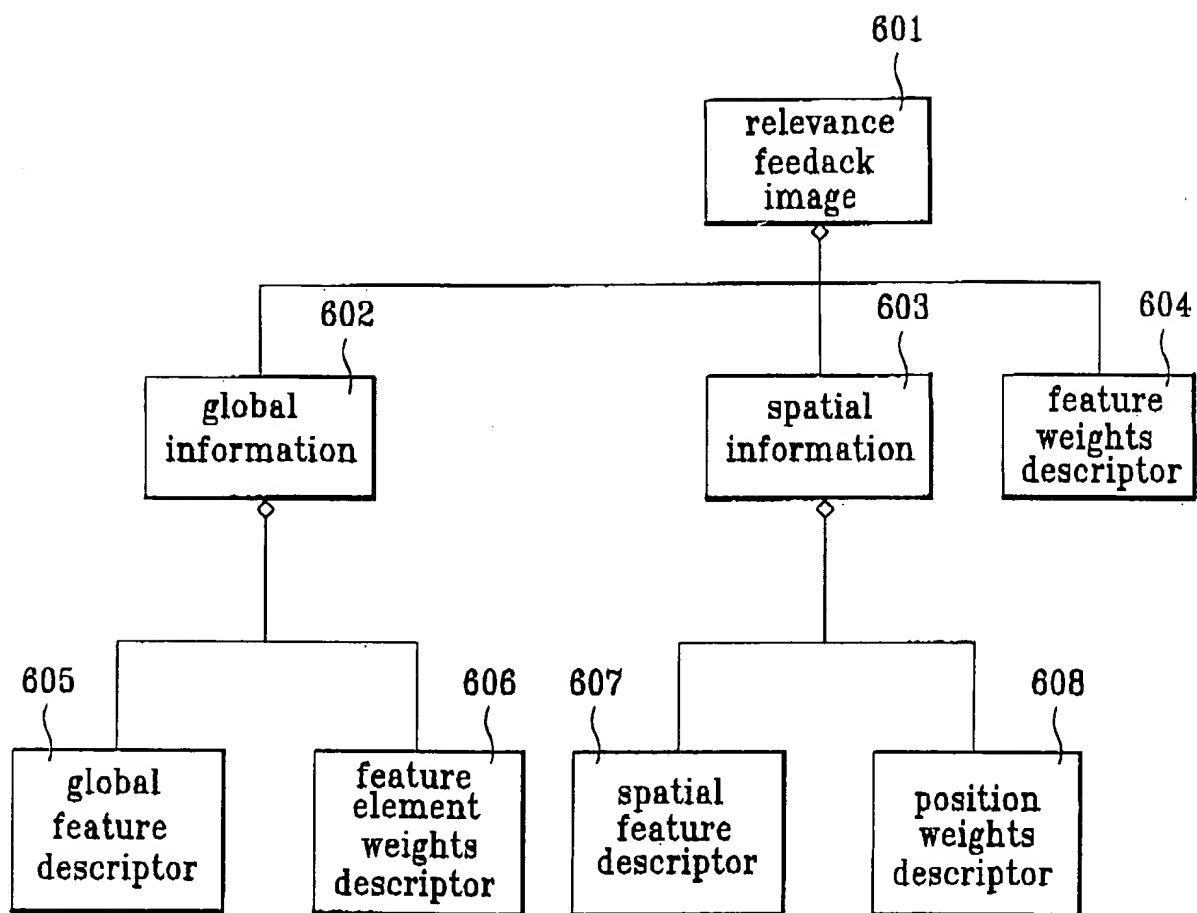 601
relevance
feedack
image
602
603
604
global
information
spatial
information
feature
weights
descriptor
605
606
607
608
global
feature
descriptor
feature
element
weights
descriptor
spatial
feature
descriptor
position
weights
descriptor